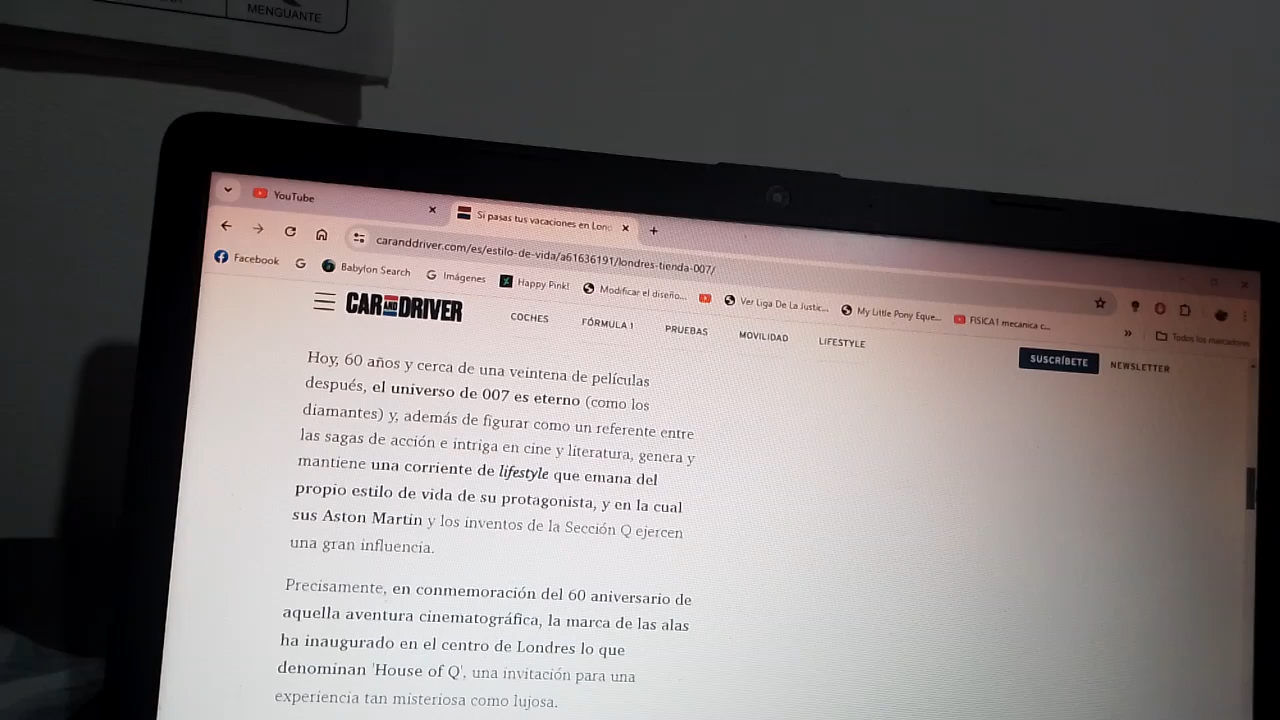 MENGUANTE
YouTube
Si pasas tus vacaciones en Lon
caranddriver.com/es/estilo-de-vida/a61636191/londres-tienda-007/
Facebook
Babylon Search
Imágenes
Happy Pink!
Modificar el diseño...
Ver Liga De La Justic...
My Little Pony Eque...
FISICA1 mecanica c...
Todos los marcadores
CAR AND DRIVER
COCHES
FÓRMULA 1
PRUEBAS
MOVILIDAD
LIFESTYLE
SUSCRÍBETE
NEWSLETTER
Hoy, 60 años y cerca de una veintena de películas
después, el universo de 007 es eterno (como los
diamantes) y, además de figurar como un referente entre
las sagas de acción e intriga en cine y literatura, genera y
mantiene una corriente de lifestyle que emana del
propio estilo de vida de su protagonista, y en la cual
sus Aston Martin y los inventos de la Sección Q ejercen
una gran influencia.
Precisamente, en conmemoración del 60 aniversario de
aquella aventura cinematográfica, la marca de las alas
ha inaugurado en el centro de Londres lo que
denominan 'House of Q', una invitación para una
experiencia tan misteriosa como lujosa.